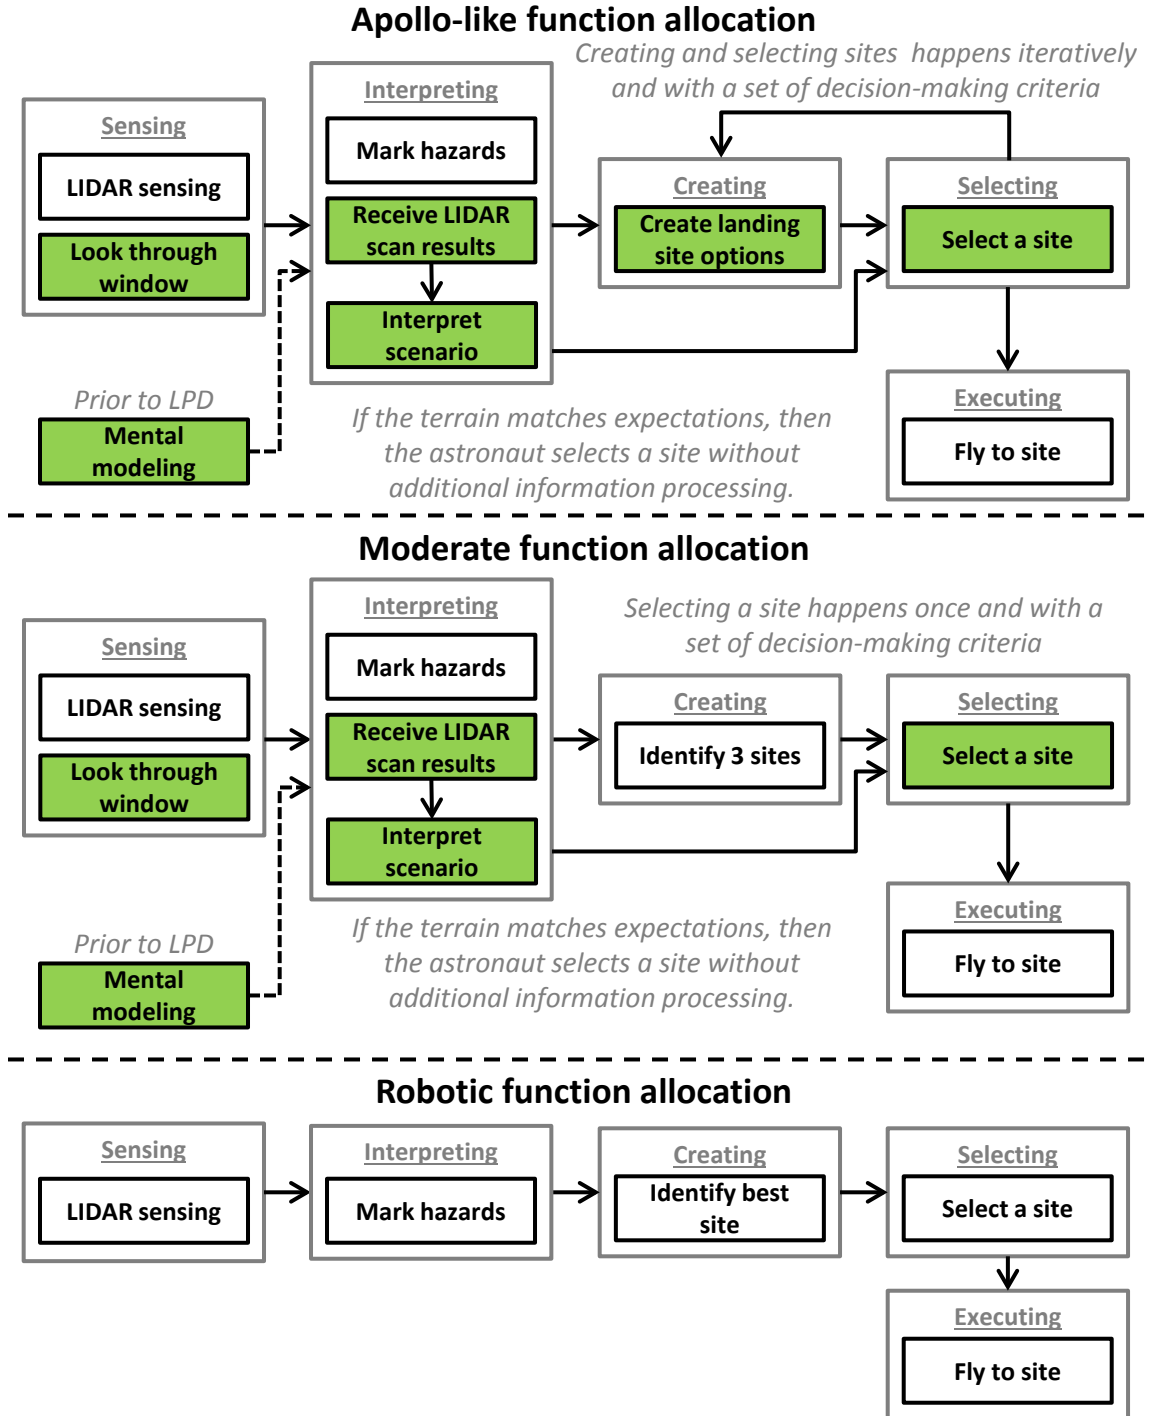 Apollo-like function allocation
Creating and selecting sites happens iteratively
and with a set of decision-making criteria
Sensing
LIDAR sensing
Look through
window
Prior to LPD
Mental
modeling
Interpreting
Mark hazards
Receive LIDAR
scan results
Interpret
scenario
If the terrain matches expectations, then
the astronaut selects a site without
additional information processing.
Creating
Create landing
site options
Selecting
Select a site
Executing
Fly to site
Moderate function allocation
Selecting a site happens once and with a
set of decision-making criteria
Sensing
LIDAR sensing
Look through
window
Prior to LPD
Mental
modeling
Interpreting
Mark hazards
Receive LIDAR
scan results
Interpret
scenario
If the terrain matches expectations, then
the astronaut selects a site without
additional information processing.
Creating
Identify 3 sites
Selecting
Select a site
Executing
Fly to site
Robotic function allocation
Sensing
LIDAR sensing
Interpreting
Mark hazards
Creating
Identify best
site
Selecting
Select a site
Executing
Fly to site